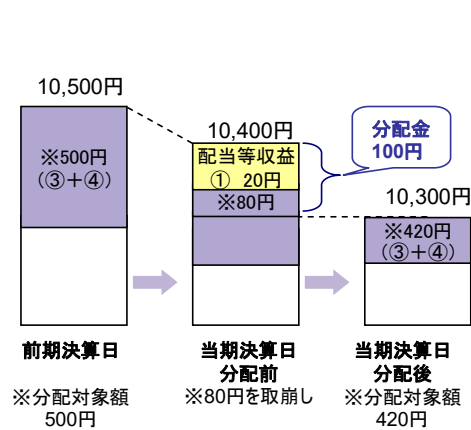 10,500円
※500円
（③＋④）
前期決算日
※分配対象額
500円
10,400円
配当等収益
① 20円
※80円
当期決算日
分配前
※80円を取崩し
分配金
100円
10,300円
※420円
（③＋④）
当期決算日
分配後
※分配対象額
420円